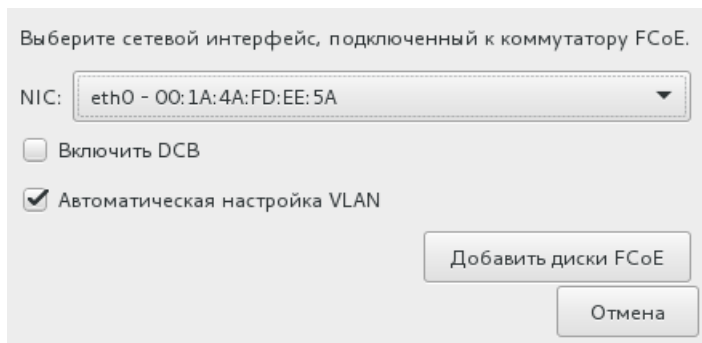 Выберите сетевой интерфейс, подключенный к коммутатору FCoE.
NIC: eth0 - 00:1A:4A:FD:EE:5A
Включить DCB
Автоматическая настройка VLAN
Добавить диски FCoE
Отмена